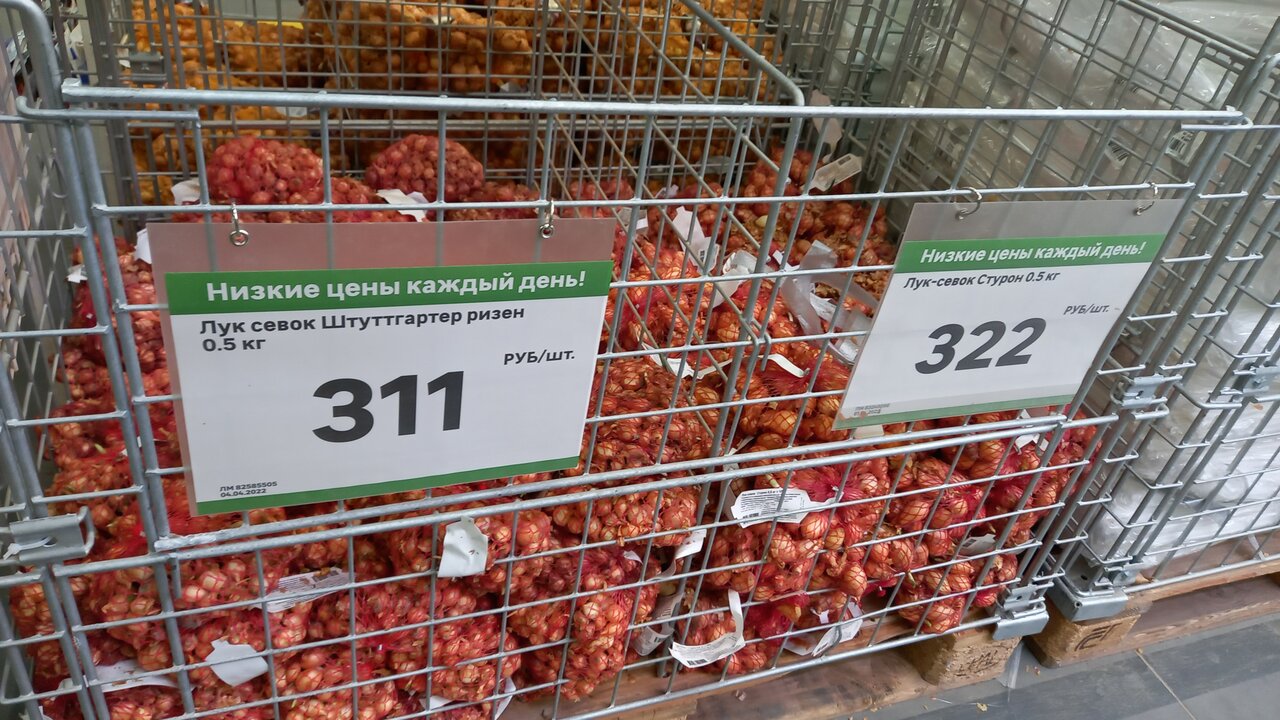 Низкие цены каждый день!
Лук севок Штуттгартер ризен
0.5 кг
РУБ/шт.
311
ЛМ 82585505
04.04.2022
Низкие цены каждый день!
Лук-севок Стурон 0.5 кг
РУБ/шт.
322